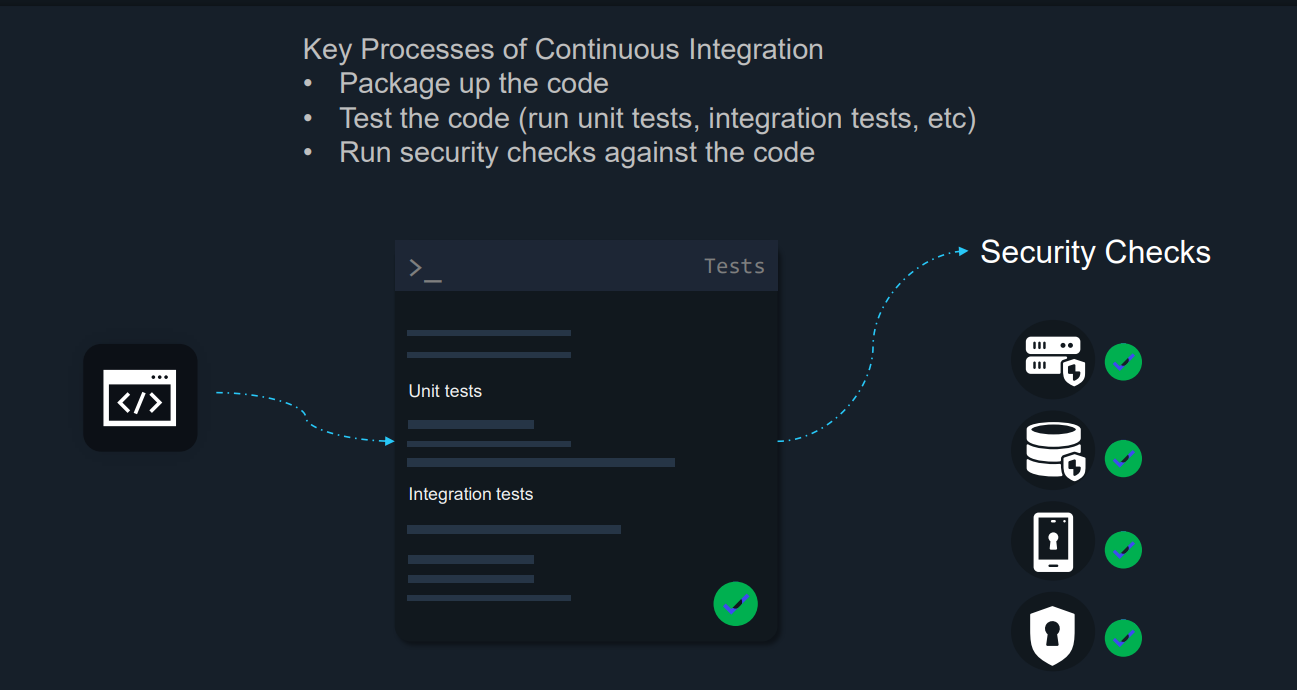 Key Processes of Continuous Integration
• Package up the code
• Test the code (run unit tests, integration tests, etc)
• Run security checks against the code
Security Checks
>_ Tests
</>
Unit tests
Integration tests